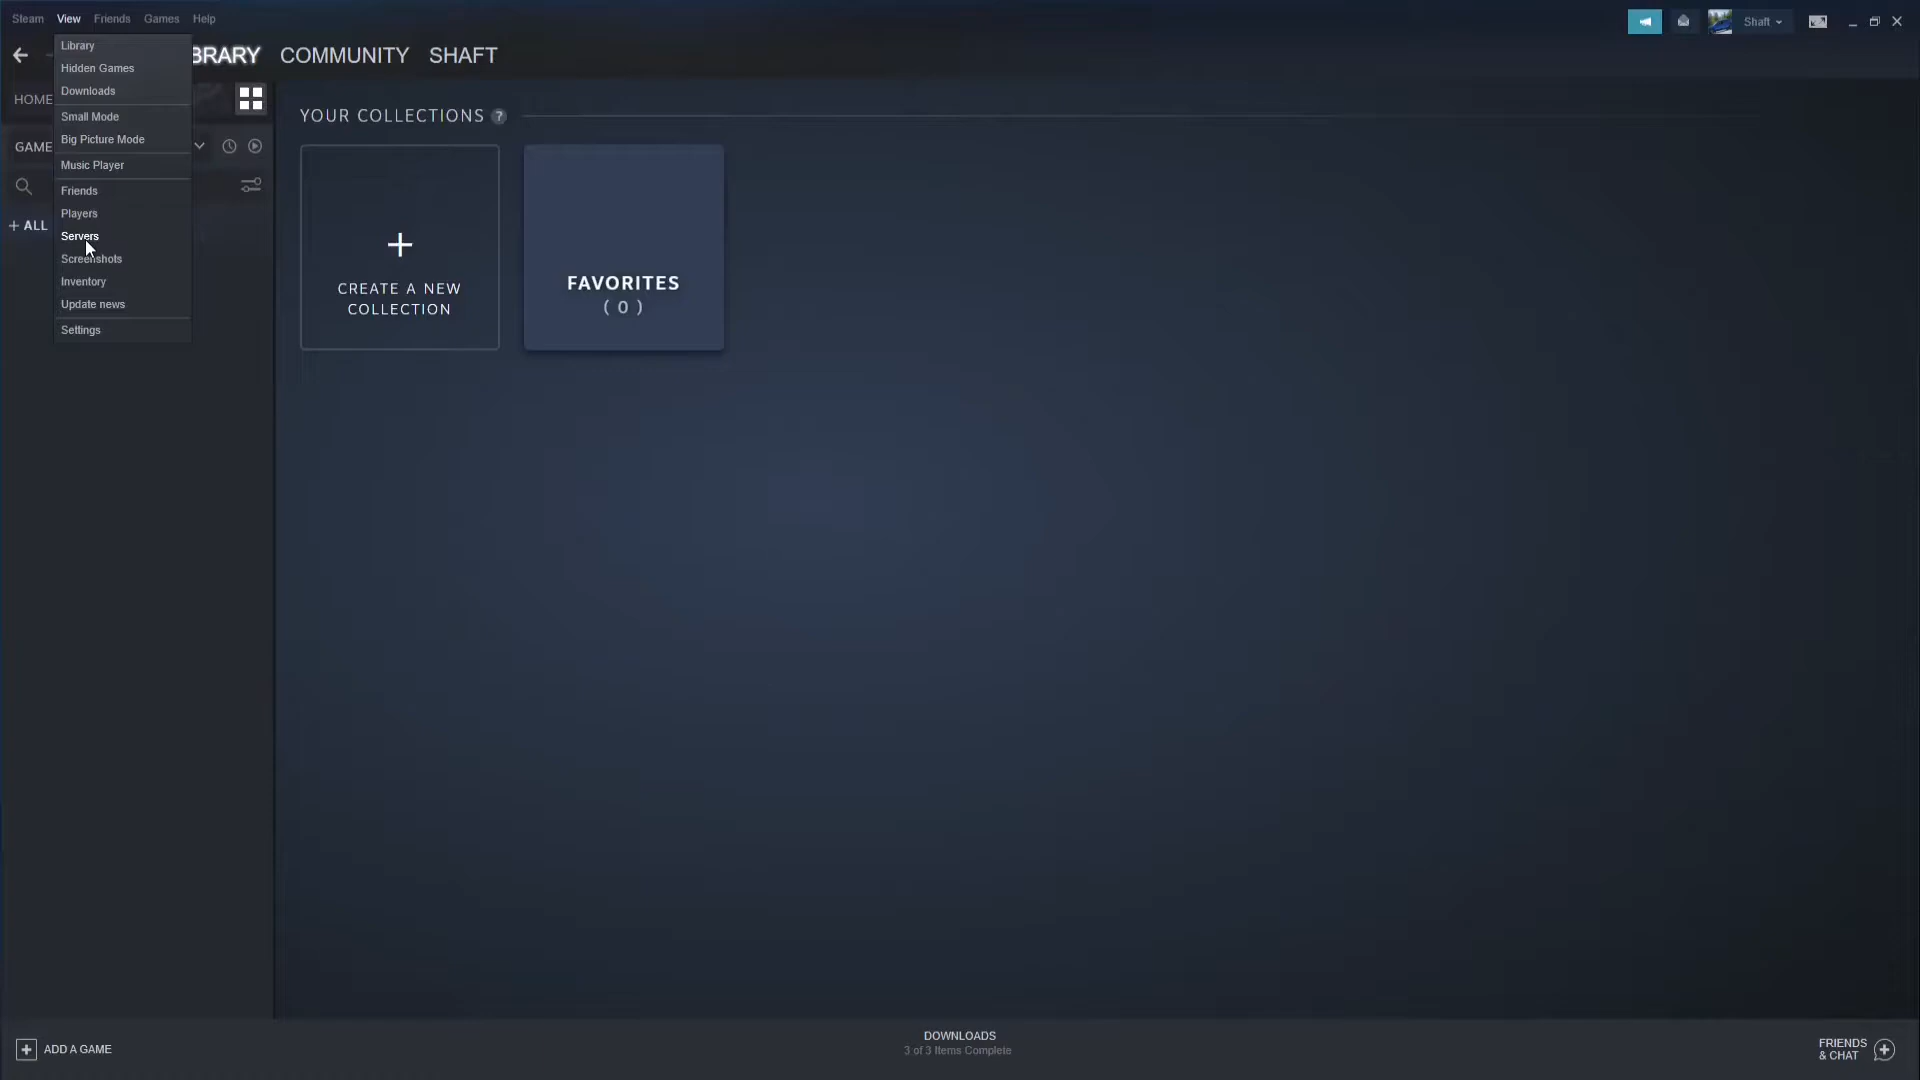 Steam View Friends Games Help
Shaft
BRARY COMMUNITY SHAFT
Library
Hidden Games
Downloads
Small Mode
Big Picture Mode
Music Player
Friends
Players
Servers
Screenshots
Inventory
Update news
Settings
HOME
GAME
+ ALL
YOUR COLLECTIONS ?
+
CREATE A NEW
COLLECTION
FAVORITES
( 0 )
+ ADD A GAME
DOWNLOADS
3 of 3 Items Complete
FRIENDS
& CHAT